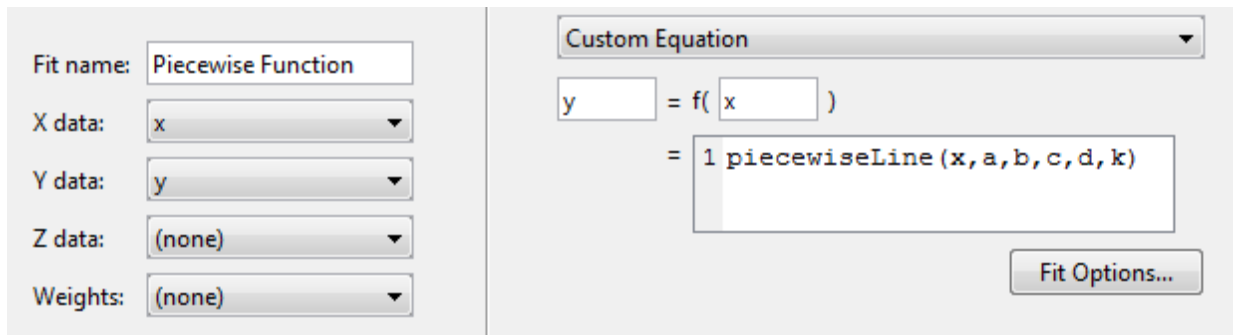 Fit name: Piecewise Function
X data: x
Y data: y
Z data: (none)
Weights: (none)
Custom Equation
y = f( x )
= 1 piecewiseLine(x,a,b,c,d,k)
Fit Options...